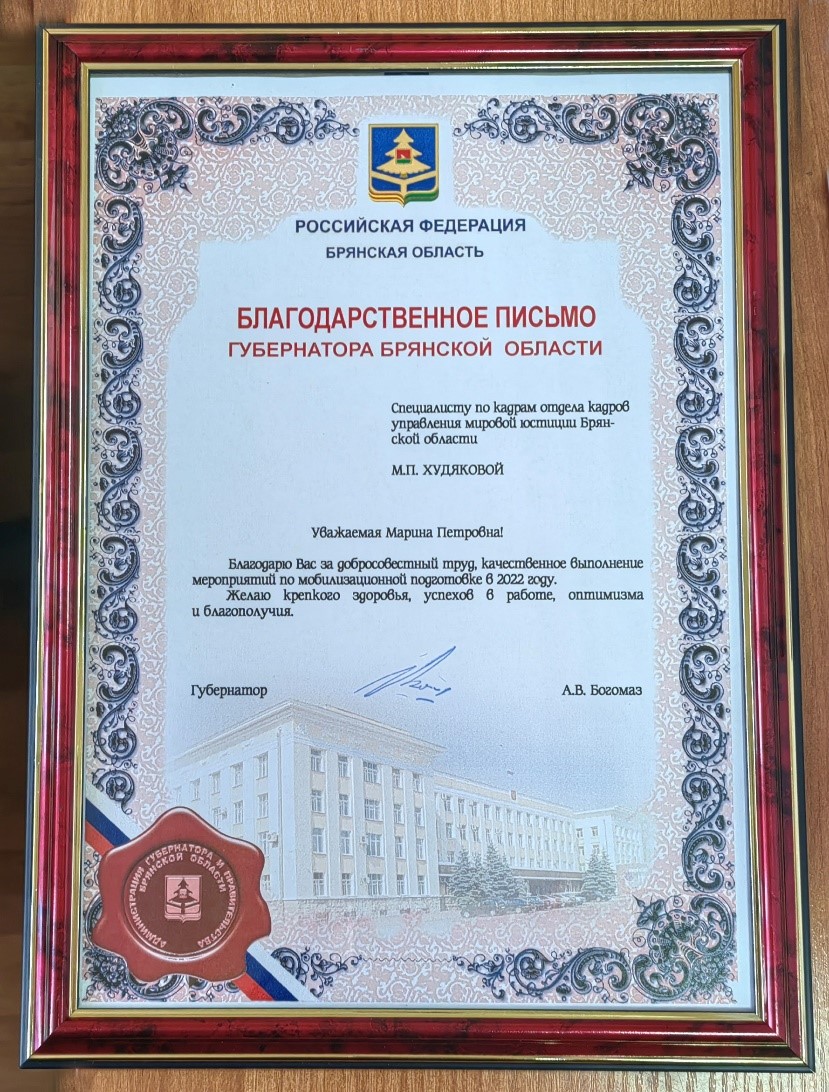 РОССИЙСКАЯ ФЕДЕРАЦИЯ
БРЯНСКАЯ ОБЛАСТЬ
БЛАГОДАРСТВЕННОЕ ПИСЬМО
ГУБЕРНАТОРА БРЯНСКОЙ ОБЛАСТИ
Специалисту по кадрам отдела кадров
управления мировой юстиции Брян-
ской области
М.П. ХУДЯКОВОЙ
Уважаемая Марина Петровна!
Благодарю Вас за добросовестный труд, качественное выполнение
мероприятий по мобилизационной подготовке в 2022 году.
Желаю крепкого здоровья, успехов в работе, оптимизма
и благополучия.
Губернатор
А.В. Богомаз
АДМИНИСТРАЦИЯ ГУБЕРНАТОРА И ПРАВИТЕЛЬСТВА
БРЯНСКОЙ ОБЛАСТИ